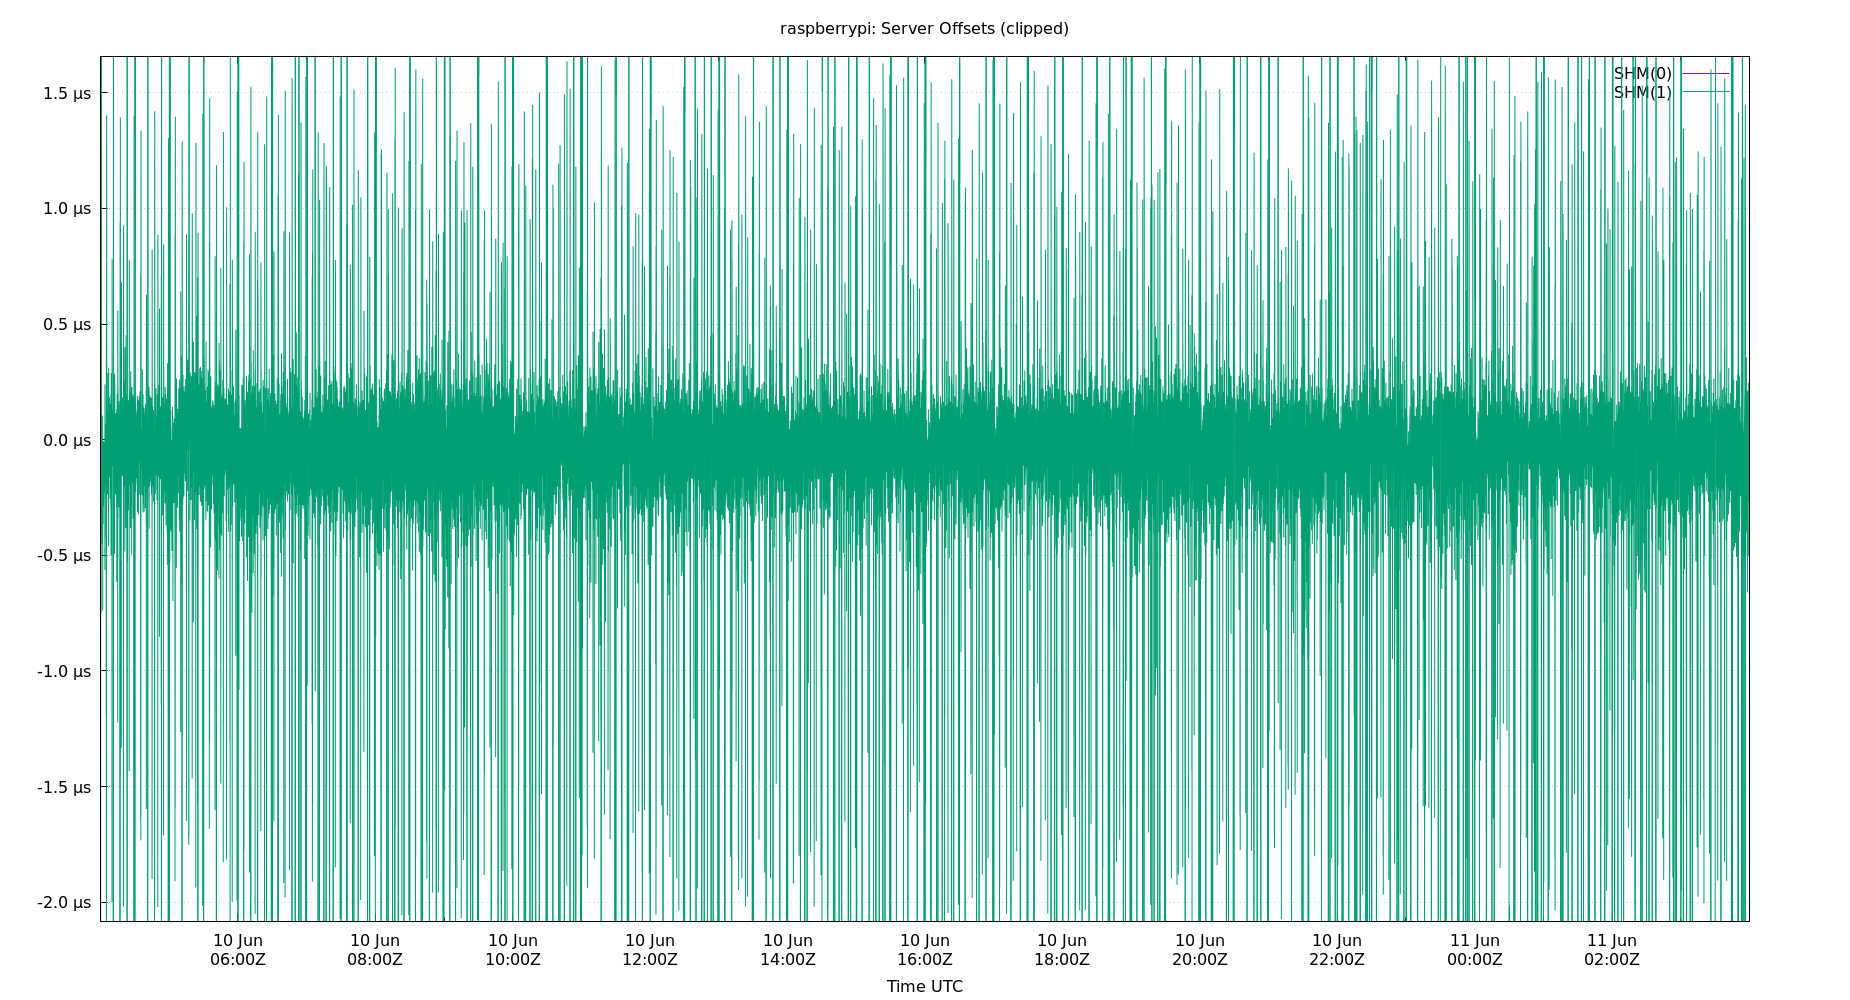 raspberrypi: Server Offsets (clipped)
SHM(0)
SHM(1)
1.5 µs
1.0 µs
0.5 µs
0.0 µs
-0.5 µs
-1.0 µs
-1.5 µs
-2.0 µs
10 Jun 10 Jun 10 Jun 10 Jun 10 Jun 10 Jun 10 Jun 10 Jun 10 Jun 11 Jun 11 Jun
06:00Z 08:00Z 10:00Z 12:00Z 14:00Z 16:00Z 18:00Z 20:00Z 22:00Z 00:00Z 02:00Z
Time UTC